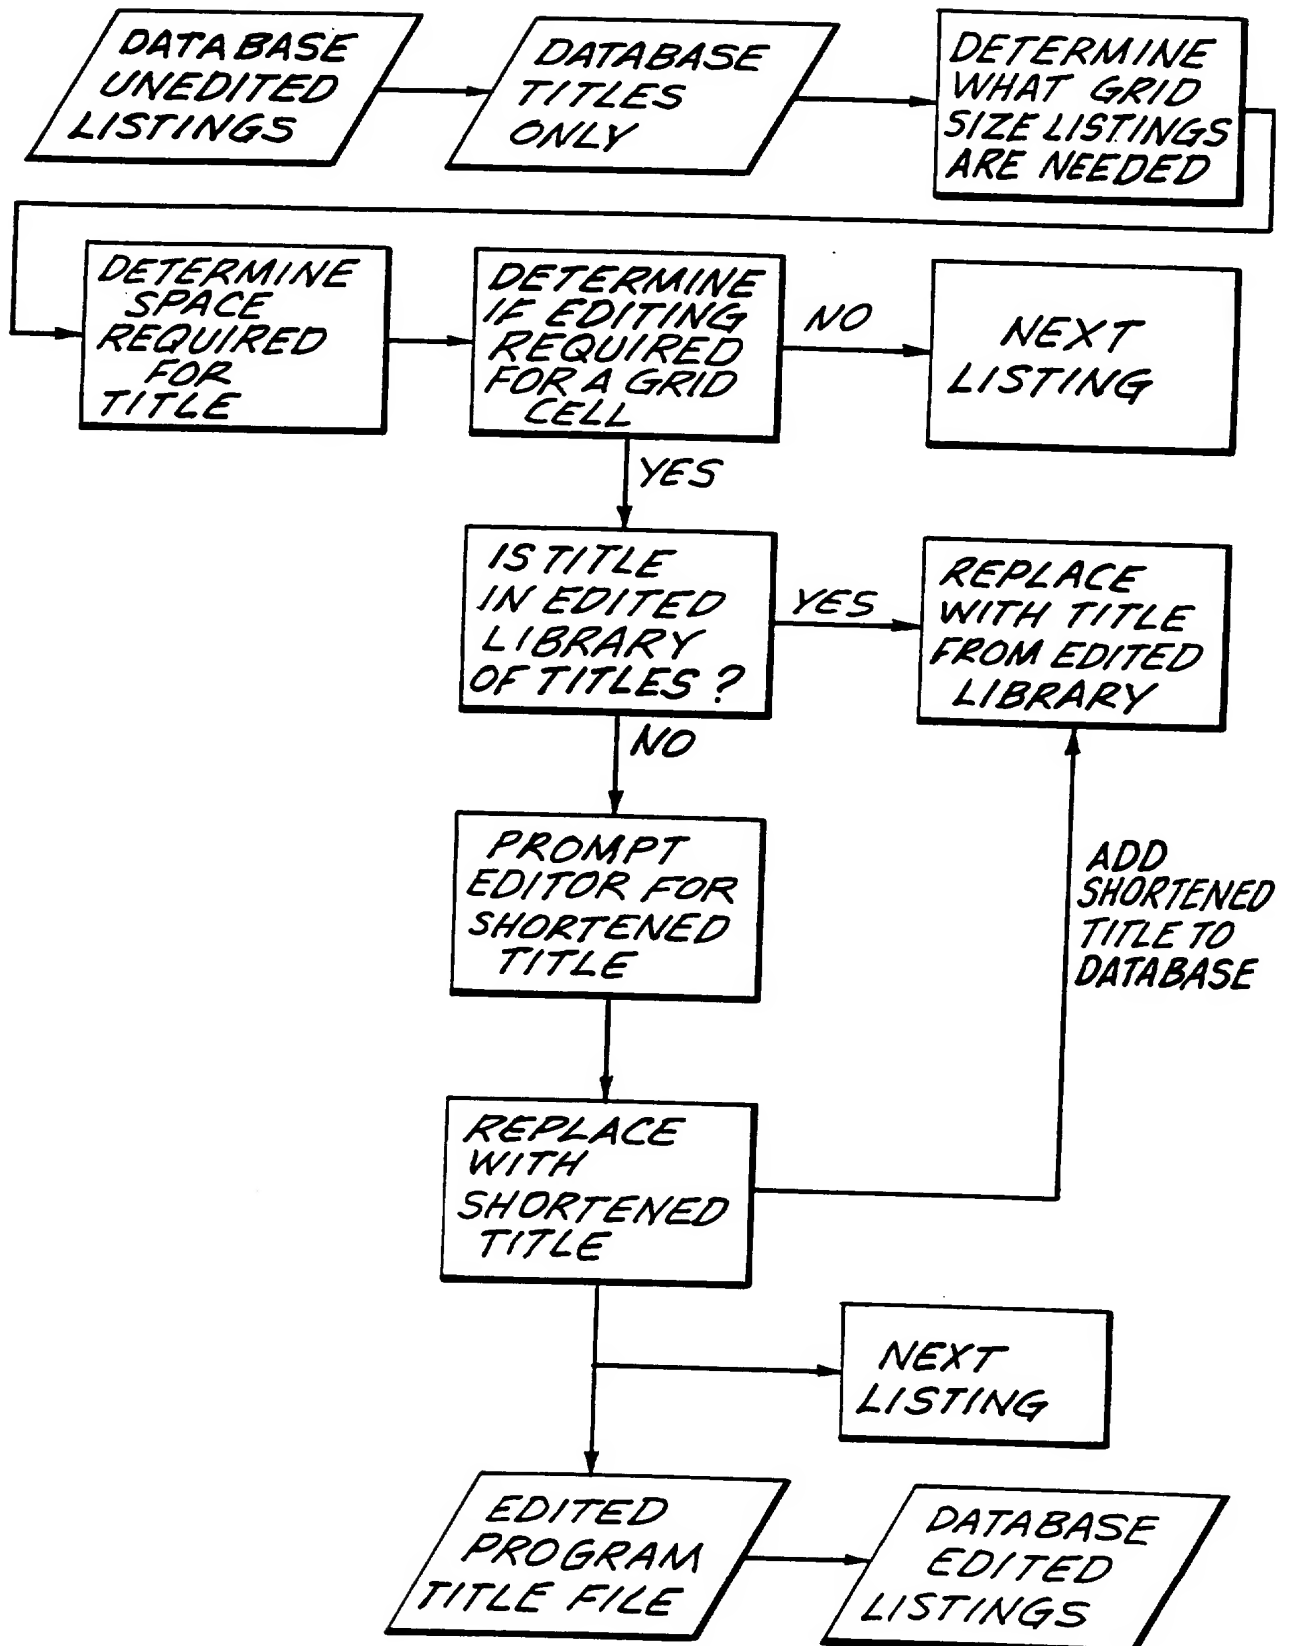 DATABASE
UNEDITED
LISTINGS
DATABASE
TITLES
ONLY
DETERMINE
WHAT GRID
SIZE LISTINGS
ARE NEEDED
DETERMINE
SPACE
REQUIRED
FOR
TITLE
DETERMINE
IF EDITING
REQUIRED
FOR A GRID
CELL
NO
NEXT
LISTING
YES
IS TITLE
IN EDITED
LIBRARY
OF TITLES ?
YES
REPLACE
WITH TITLE
FROM EDITED
LIBRARY
NO
PROMPT
EDITOR FOR
SHORTENED
TITLE
ADD
SHORTENED
TITLE TO
DATABASE
REPLACE
WITH
SHORTENED
TITLE
NEXT
LISTING
EDITED
PROGRAM
TITLE FILE
DATABASE
EDITED
LISTINGS